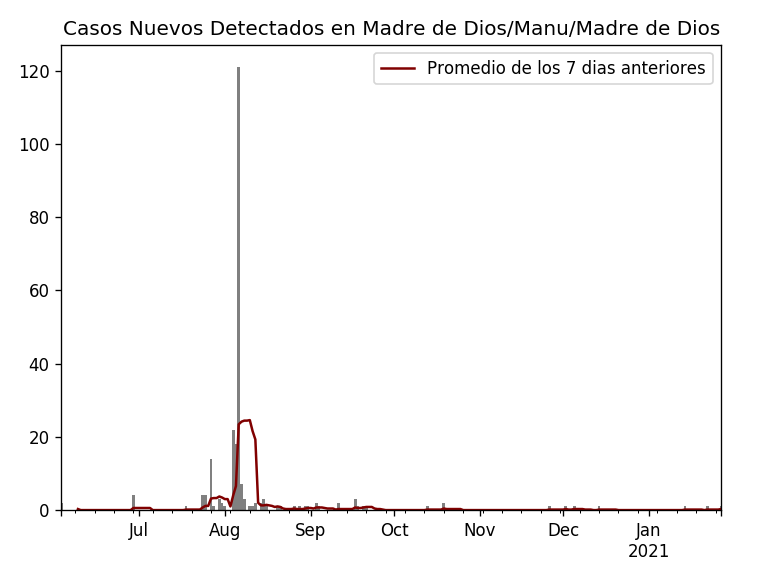 Casos Nuevos Detectados en Madre de Dios/Manu/Madre de Dios
Promedio de los 7 dias anteriores
120
100
80
60
40
20
0
Jul Aug Sep Oct Nov Dec Jan
2021